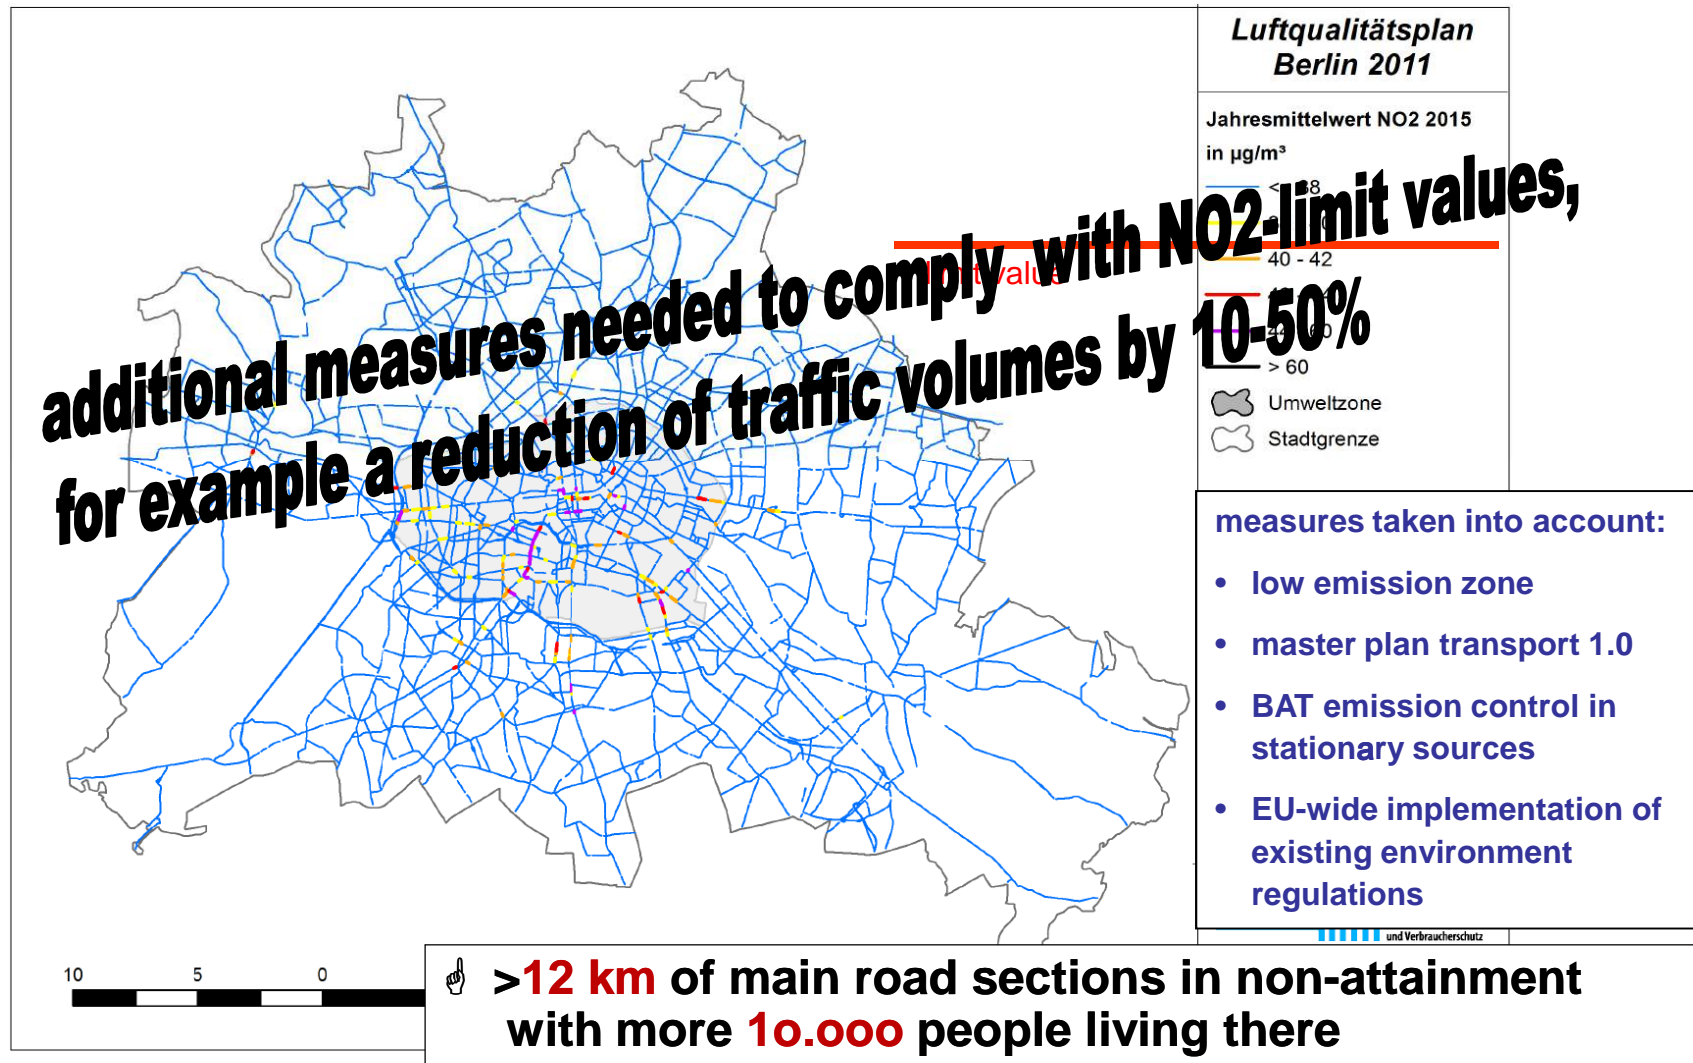 Luftqualitätsplan
Berlin 2011
Jahresmittelwert NO2 2015
in µg/m³
additional measures needed to comply with NO2-limit values,
for example a reduction of traffic volumes by 10-50%
limit value
40 - 42
> 60
Umweltzone
Stadtgrenze
measures taken into account:
• low emission zone
• master plan transport 1.0
• BAT emission control in
stationary sources
• EU-wide implementation of
existing environment
regulations
und Verbraucherschutz
10 5 0
>12 km of main road sections in non-attainment
with more 1o.ooo people living there